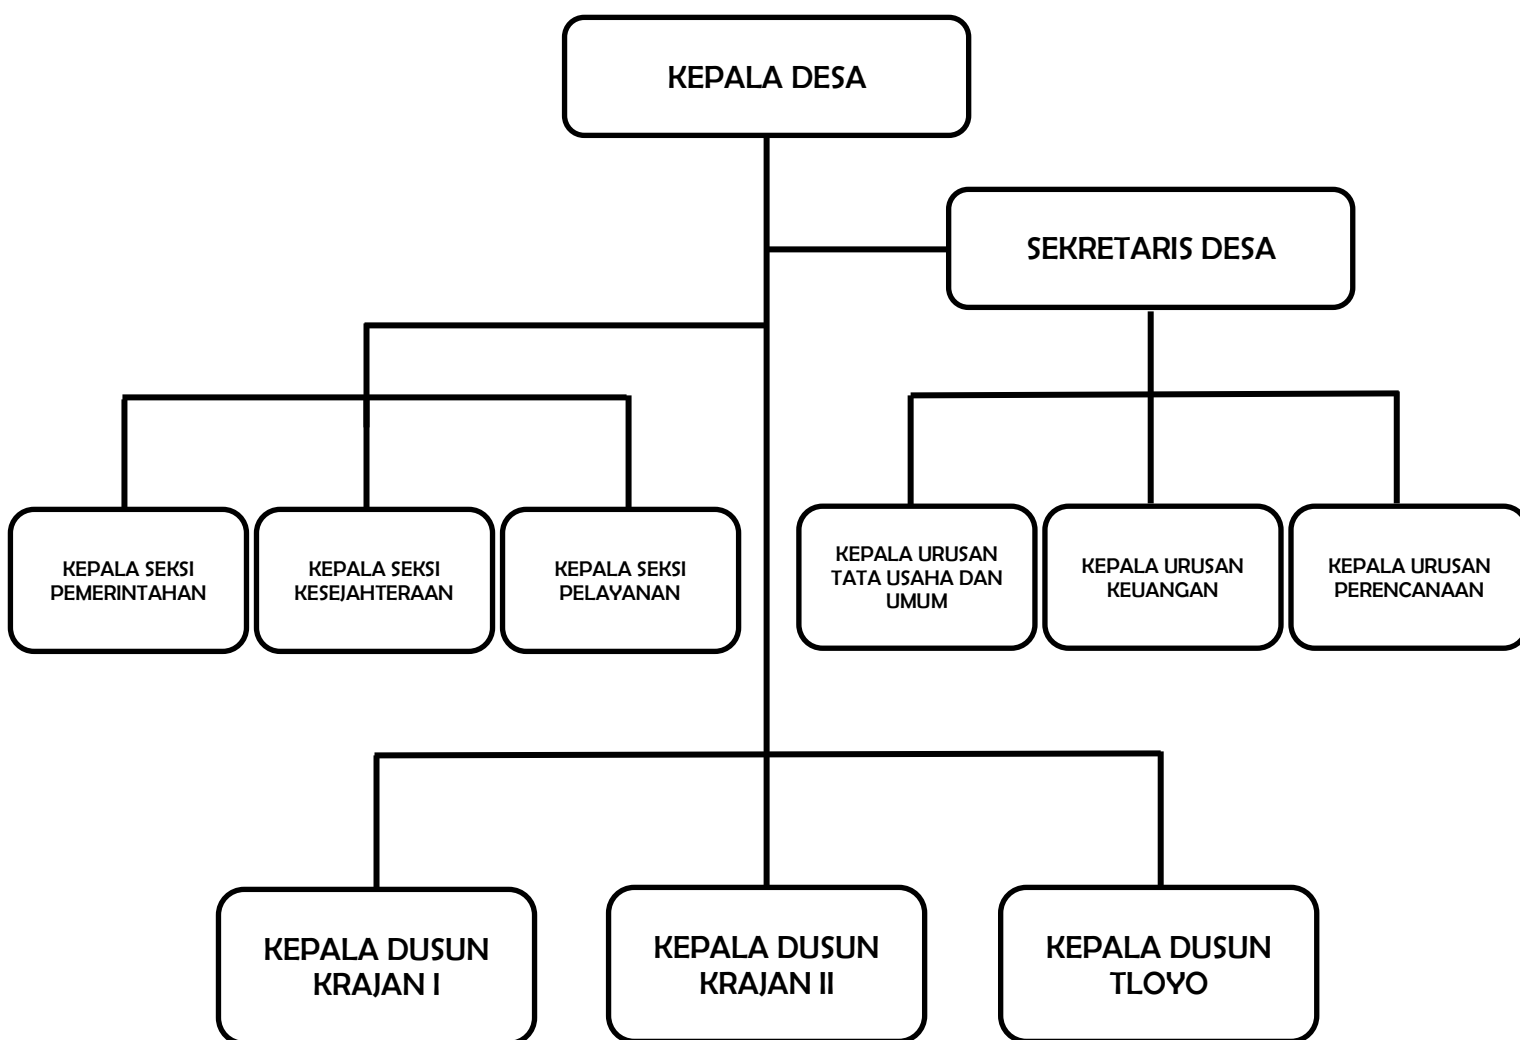 KEPALA DESA
SEKRETARIS DESA
KEPALA SEKSI
PEMERINTAHAN
KEPALA SEKSI
KESEJAHTERAAN
KEPALA SEKSI
PELAYANAN
KEPALA URUSAN
TATA USAHA DAN
UMUM
KEPALA URUSAN
KEUANGAN
KEPALA URUSAN
PERENCANAAN
KEPALA DUSUN
KRAJAN I
KEPALA DUSUN
KRAJAN II
KEPALA DUSUN
TLOYO